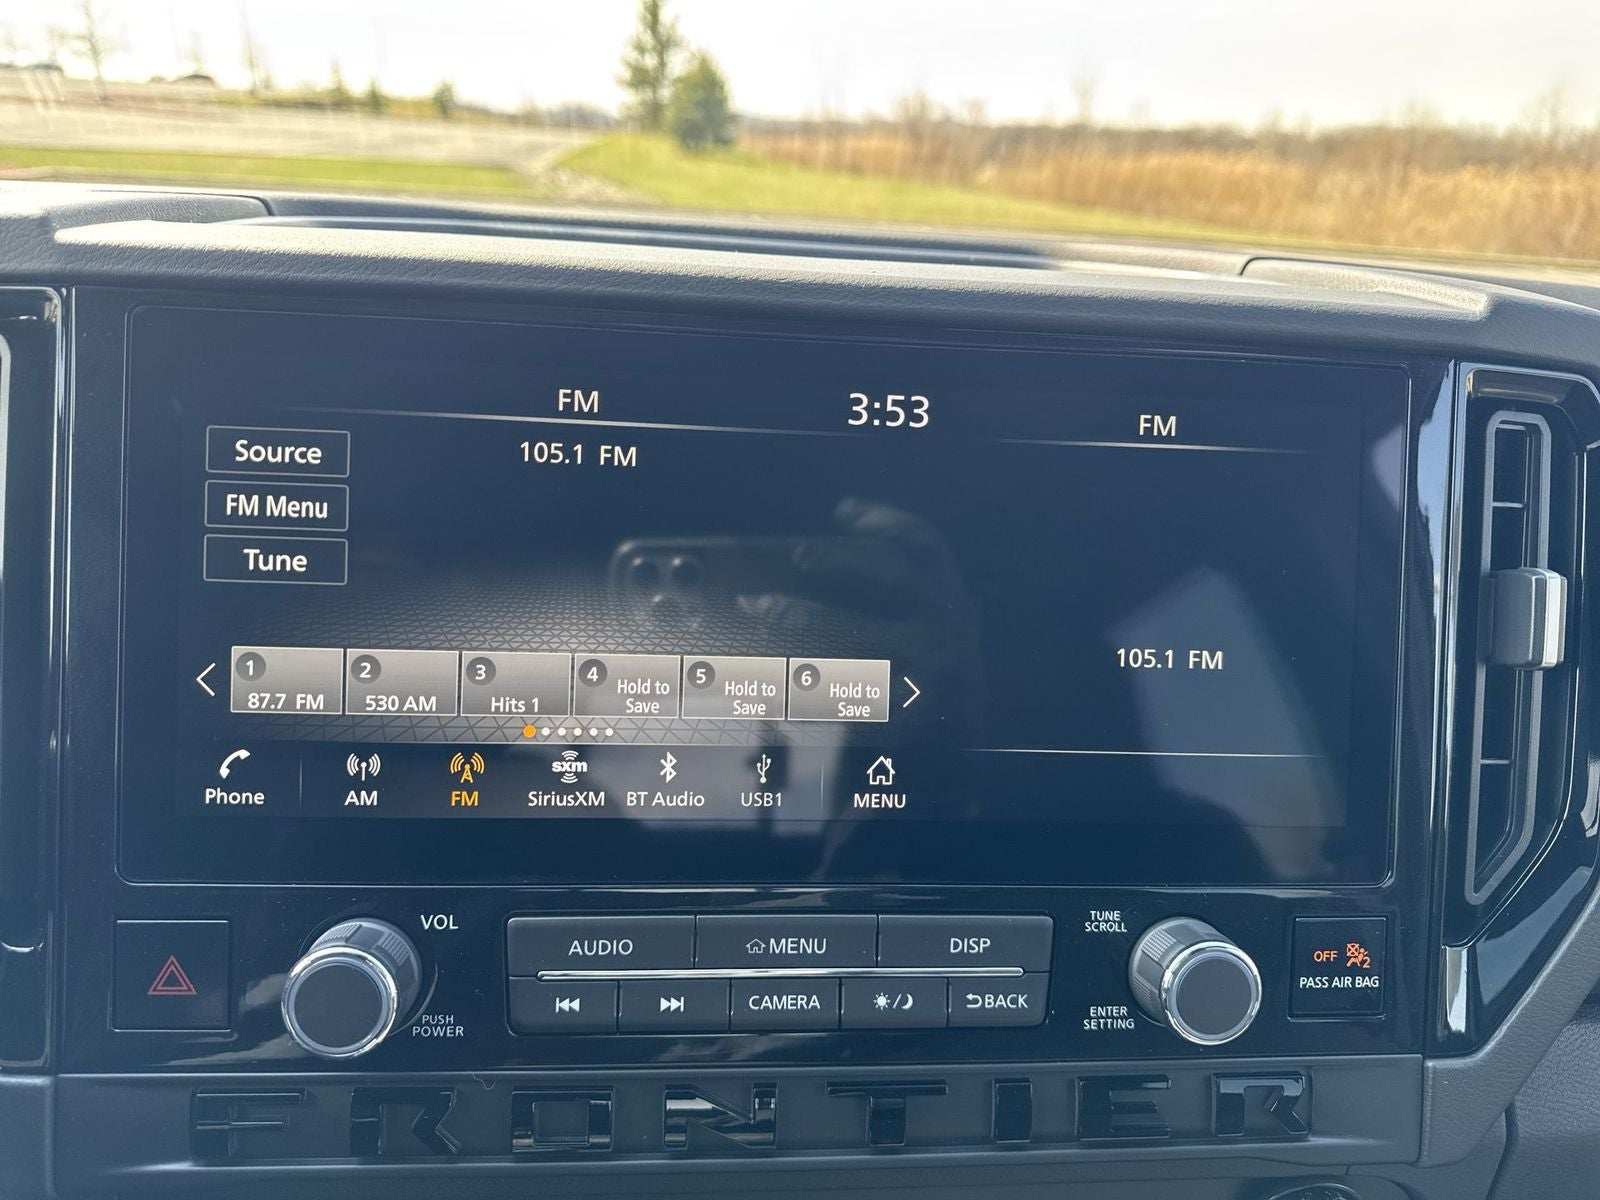 FM
3:53
FM
Source
105.1 FM
FM Menu
Tune
105.1 FM
1
87.7 FM
2
530 AM
3
Hits 1
4
Hold to
Save
5
Hold to
Save
6
Hold to
Save
Phone
AM
FM
sxm
SiriusXM
BT Audio
USB1
MENU
VOL
PUSH
POWER
AUDIO
MENU
DISP
CAMERA
BACK
TUNE
SCROLL
ENTER
SETTING
OFF
2
PASS AIR BAG
FRONTIER